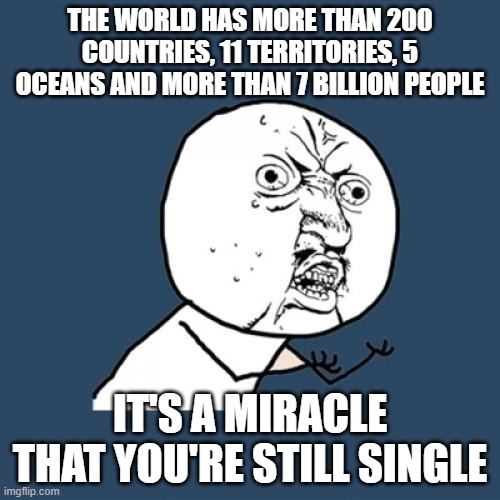 THE WORLD HAS MORE THAN 200
COUNTRIES, 11 TERRITORIES, 5
OCEANS AND MORE THAN 7 BILLION PEOPLE
IT'S A MIRACLE
THAT YOU'RE STILL SINGLE
imgflip.com